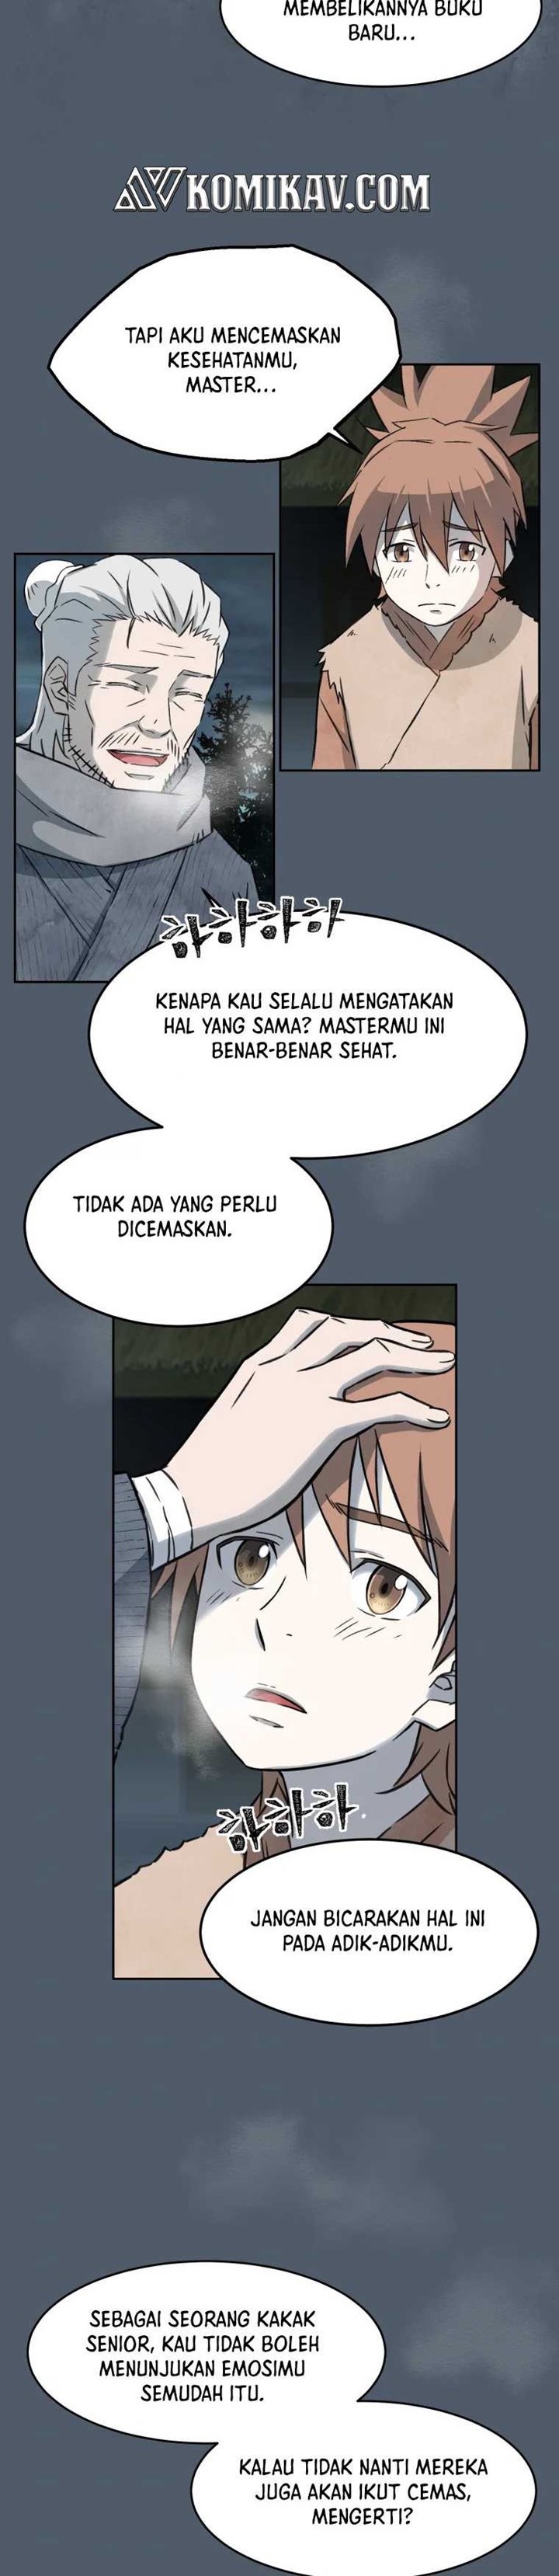 MEMBELIKANNYA BUKU
BARU...
KOMIKAV.COM
TAPI AKU MENCEMASKAN
KESEHATANMU,
MASTER...
하하하하
KENAPA KAU SELALU MENGATAKAN
HAL YANG SAMA? MASTERMU INI
BENAR-BENAR SEHAT.
TIDAK ADA YANG PERLU
DICEMASKAN.
하하하.
JANGAN BICARAKAN HAL INI
PADA ADIK-ADIKMU.
SEBAGAI SEORANG KAKAK
SENIOR, KAU TIDAK BOLEH
MENUNJUKAN EMOSIMU
SEMUDAH ITU.
KALAU TIDAK NANTI MEREKA
JUGA AKAN IKUT CEMAS,
MENGERTI?